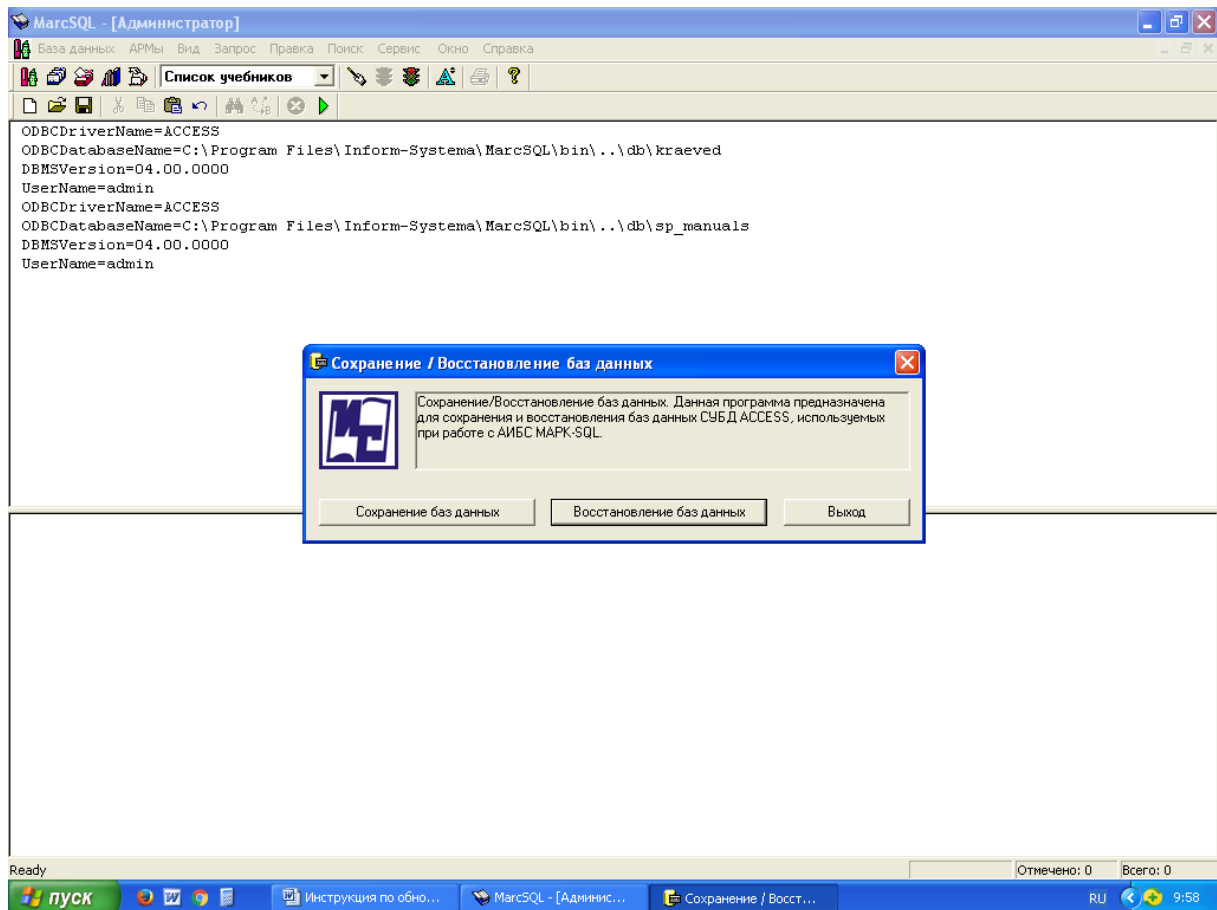 MarcSQL - [Администратор]
База данных АРМы Вид Запрос Правка Поиск Сервис Окно Справка
Список учебников
ODBCDriverName=ACCESS
ODBCDatabaseName=C:\Program Files\Inform-Systema\MarcSQL\bin\..\db\kraeved
DBMSVersion=04.00.0000
UserName=admin
ODBCDriverName=ACCESS
ODBCDatabaseName=C:\Program Files\Inform-Systema\MarcSQL\bin\..\db\sp_manuals
DBMSVersion=04.00.0000
UserName=admin
Сохранение / Восстановление баз данных
Сохранение/Восстановление баз данных. Данная программа предназначена
для сохранения и восстановления баз данных СУБД ACCESS, используемых
при работе с АИБС МАРК-SQL.
Сохранение баз данных Восстановление баз данных Выход
Ready Отмечено: 0 Всего: 0
пуск Инструкция по обно... MarcSQL - [Админис... Сохранение / Восст... RU 9:58